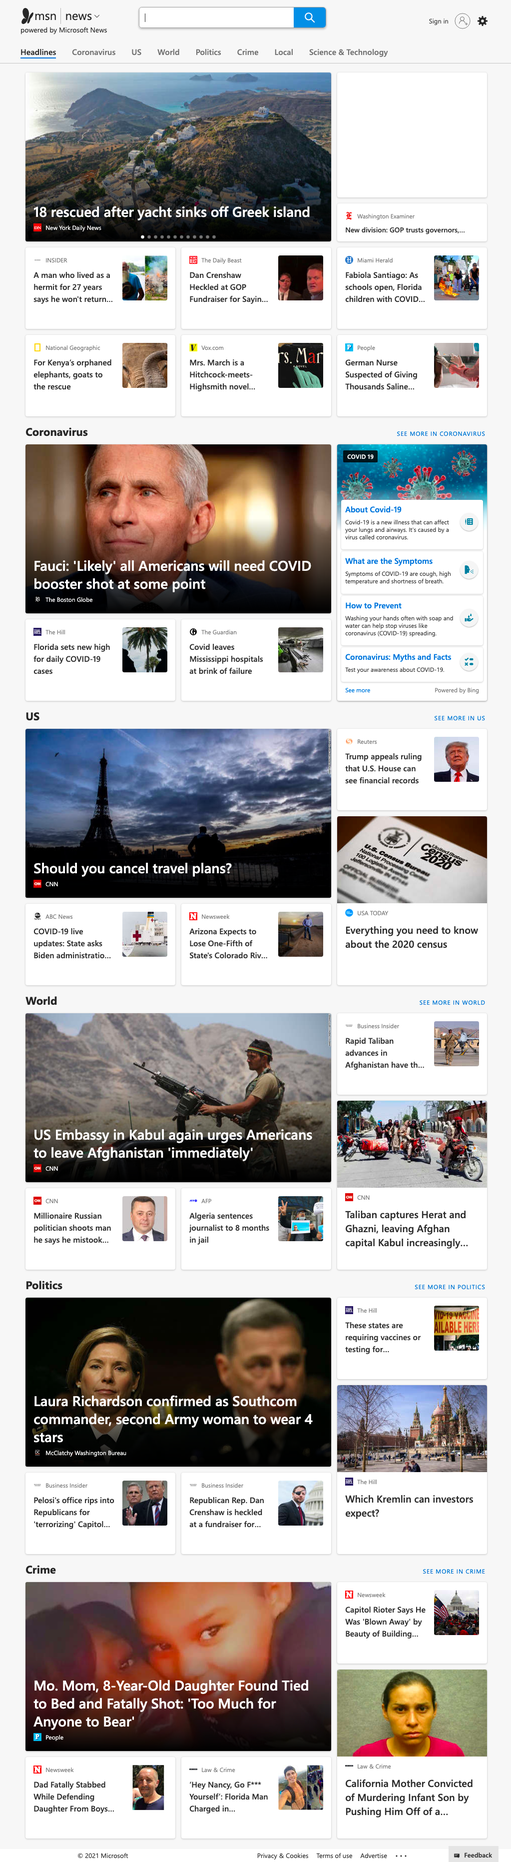 msn news
powered by Microsoft News
Sign in
Headlines Coronavirus US World Politics Crime Local Science & Technology
18 rescued after yacht sinks off Greek island
New York Daily News
Washington Examiner
New division: GOP trusts governors,...
INSIDER
A man who lived as a
hermit for 27 years
says he won't return...
The Daily Beast
Dan Crenshaw
Heckled at GOP
Fundraiser for Sayin...
Miami Herald
Fabiola Santiago: As
schools open, Florida
children with COVID...
National Geographic
For Kenya's orphaned
elephants, goats to
the rescue
Vox.com
Mrs. March is a
Hitchcock-meets-
Highsmith novel...
rs. Mar
People
German Nurse
Suspected of Giving
Thousands Saline...
Coronavirus
SEE MORE IN CORONAVIRUS
Fauci: 'Likely' all Americans will need COVID
booster shot at some point
The Boston Globe
COVID 19
About Covid-19
Covid-19 is a new illness that can affect
your lungs and airways. It's caused by a
virus called coronavirus.
What are the Symptoms
Symptoms of COVID-19 are cough, high
temperature and shortness of breath.
How to Prevent
Washing your hands often with soap and
water can help stop viruses like
coronavirus (COVID-19) spreading.
Coronavirus: Myths and Facts
Test your awareness about COVID-19.
See more
Powered by Bing
The Hill
Florida sets new high
for daily COVID-19
cases
The Guardian
Covid leaves
Mississippi hospitals
at brink of failure
US
SEE MORE IN US
Should you cancel travel plans?
CNN
Reuters
Trump appeals ruling
that U.S. House can
see financial records
U.S. Census Bureau
Census
2020
USA TODAY
Everything you need to know
about the 2020 census
ABC News
COVID-19 live
updates: State asks
Biden administratio...
Newsweek
Arizona Expects to
Lose One-Fifth of
State's Colorado Riv...
World
SEE MORE IN WORLD
US Embassy in Kabul again urges Americans
to leave Afghanistan 'immediately'
CNN
Business Insider
Rapid Taliban
advances in
Afghanistan have th...
CNN
Taliban captures Herat and
Ghazni, leaving Afghan
capital Kabul increasingly...
CNN
Millionaire Russian
politician shoots man
he says he mistook...
AFP
Algeria sentences
journalist to 8 months
in jail
Politics
SEE MORE IN POLITICS
Laura Richardson confirmed as Southcom
commander, second Army woman to wear 4
stars
McClatchy Washington Bureau
The Hill
These states are
requiring vaccines or
testing for...
VID-19 VACCINE
AILABLE HERE
The Hill
Which Kremlin can investors
expect?
Business Insider
Pelosi's office rips into
Republicans for
'terrorizing' Capitol...
Business Insider
Republican Rep. Dan
Crenshaw is heckled
at a fundraiser for...
Crime
SEE MORE IN CRIME
Mo. Mom, 8-Year-Old Daughter Found Tied
to Bed and Fatally Shot: 'Too Much for
Anyone to Bear'
People
Newsweek
Capitol Rioter Says He
Was 'Blown Away' by
Beauty of Building...
Law & Crime
California Mother Convicted
of Murdering Infant Son by
Pushing Him Off of a...
Newsweek
Dad Fatally Stabbed
While Defending
Daughter From Boys...
Law & Crime
'Hey Nancy, Go F***
Yourself': Florida Man
Charged in...
© 2021 Microsoft
Privacy & Cookies Terms of use Advertise ...
Feedback